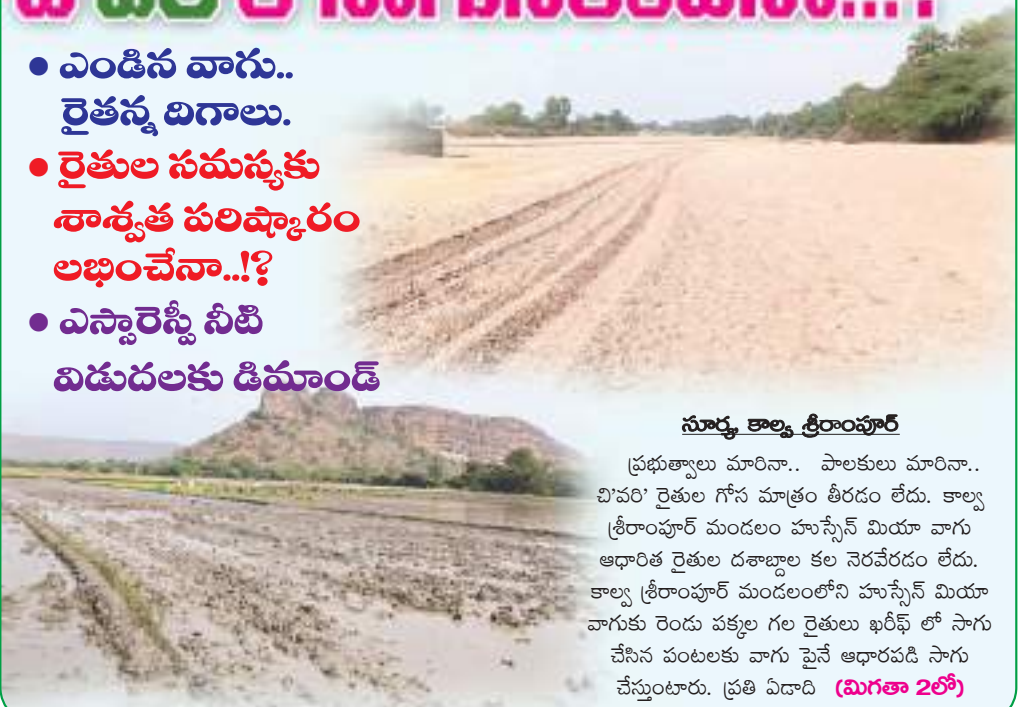 • ఎండిన వాగు..
రైతన్న దిగాలు.
• రైతుల సమస్యకు
శాశ్వత పరిష్కారం
లభించేనా..!?
• ఎస్సారెస్పీ నీటి
విడుదలకు డిమాండ్
సూర్య, కాల్వ శ్రీరాంపూర్
ప్రభుత్వాలు మారినా.. పాలకులు మారినా..
చి'వరి' రైతుల గోస మాత్రం తీరడం లేదు. కాల్వ
శ్రీరాంపూర్ మండలం హుస్సేన్ మియా వాగు
ఆధారిత రైతుల దశాబ్దాల కల నెరవేరడం లేదు.
కాల్వ శ్రీరాంపూర్ మండలంలోని హుస్సేన్ మియా
వాగుకు రెండు పక్కల గల రైతులు ఖరీఫ్ లో సాగు
చేసిన పంటలకు వాగు పైనే ఆధారపడి సాగు
చేస్తుంటారు. ప్రతి ఏడాది (మిగతా 2లో)